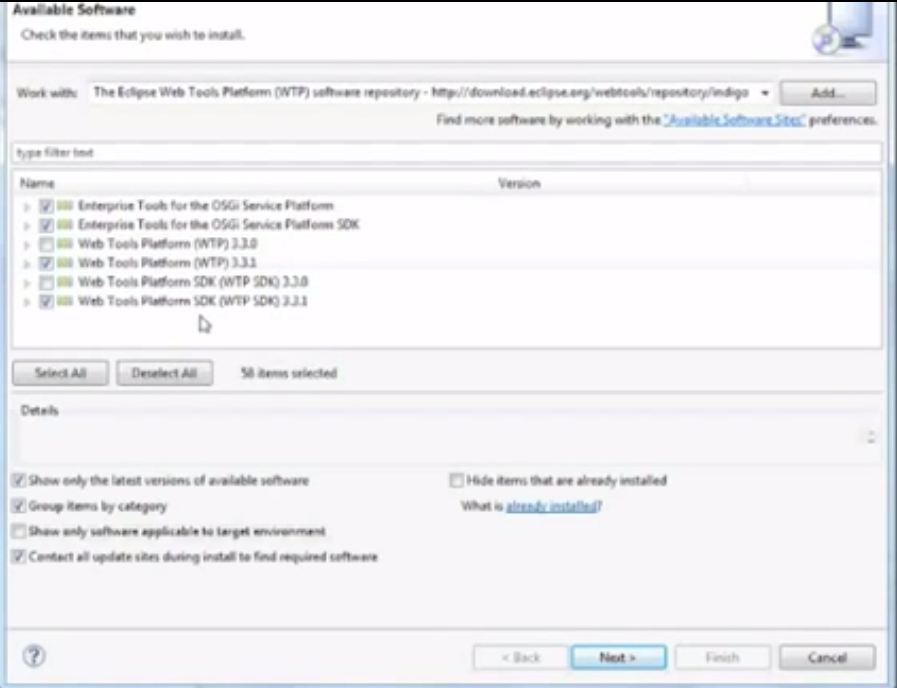 Available Software
Check the items that you wish to install.
Work with: The Eclipse Web Tools Platform (WTP) software repository - http://download.eclipse.org/webtools/repository/indigo Add...
Find more software by working with the "Available Software Sites" preferences.
type filter text
Name Version
Enterprise Tools for the OSGi Service Platform
Enterprise Tools for the OSGi Service Platform SDK
Web Tools Platform (WTP) 3.3.0
Web Tools Platform (WTP) 3.3.1
Web Tools Platform SDK (WTP SDK) 3.3.0
Web Tools Platform SDK (WTP SDK) 3.3.1
Select All Deselect All 58 items selected
Details
Show only the latest versions of available software Hide items that are already installed
Group items by category What is already installed?
Show only software applicable to target environment
Contact all update sites during install to find required software
? < Back Next > Finish Cancel